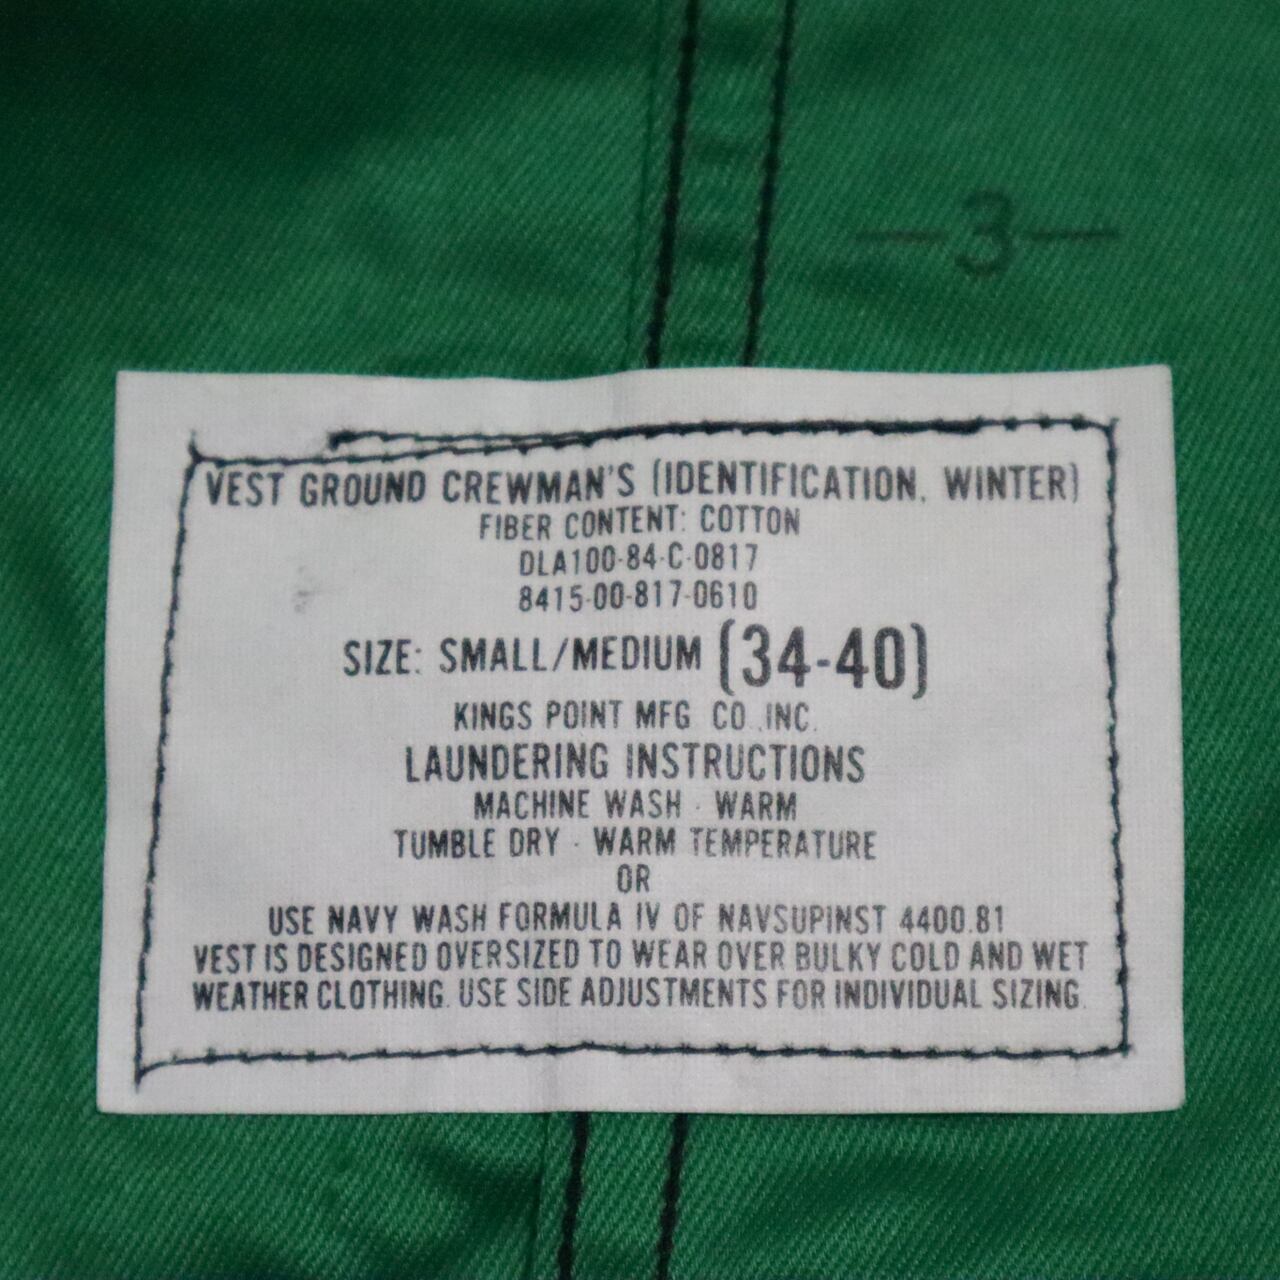 —3—
VEST GROUND CREWMAN'S (IDENTIFICATION, WINTER)
FIBER CONTENT: COTTON
DLA100-84-C-0817
8415-00-817-0610
SIZE: SMALL/MEDIUM (34-40)
KINGS POINT MFG. CO., INC.
LAUNDERING INSTRUCTIONS
MACHINE WASH - WARM
TUMBLE DRY - WARM TEMPERATURE
OR
USE NAVY WASH FORMULA IV OF NAVSUPINST 4400.81
VEST IS DESIGNED OVERSIZED TO WEAR OVER BULKY COLD AND WET
WEATHER CLOTHING. USE SIDE ADJUSTMENTS FOR INDIVIDUAL SIZING.